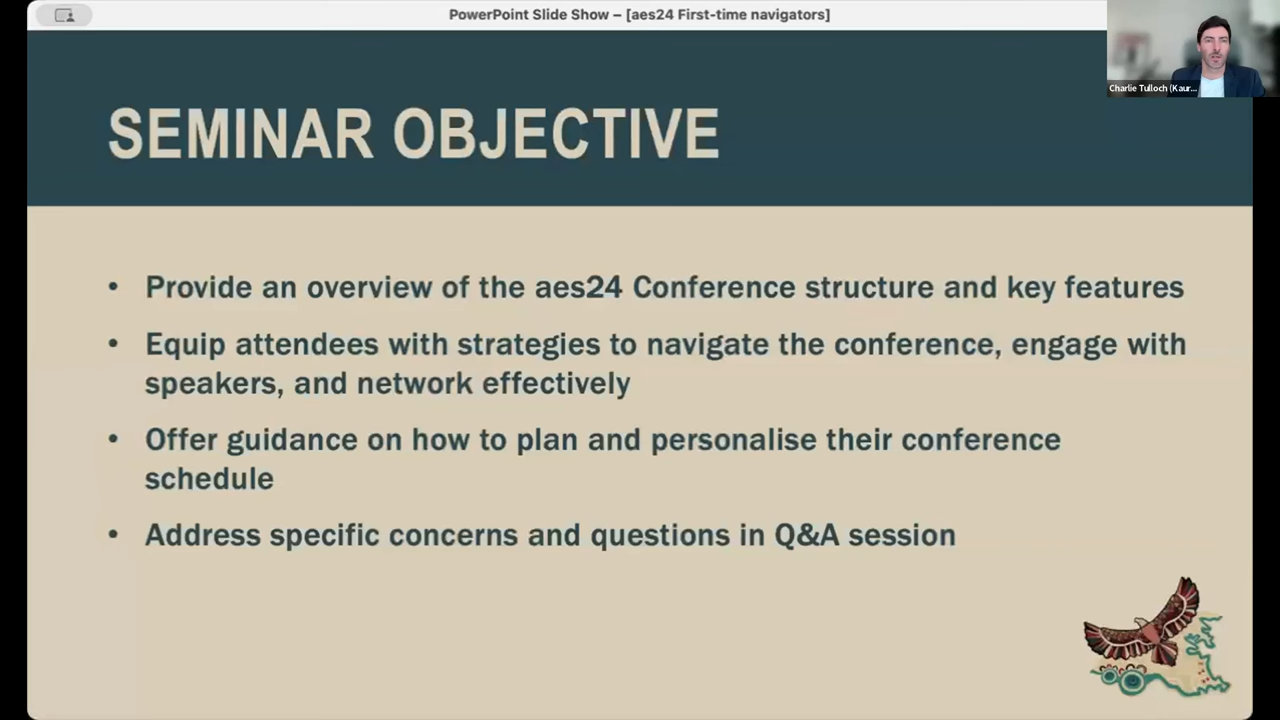 PowerPoint Slide Show – [aes24 First-time navigators]
Charlie Tulloch (Kaur...
SEMINAR OBJECTIVE
• Provide an overview of the aes24 Conference structure and key features
• Equip attendees with strategies to navigate the conference, engage with
speakers, and network effectively
• Offer guidance on how to plan and personalise their conference
schedule
• Address specific concerns and questions in Q&A session